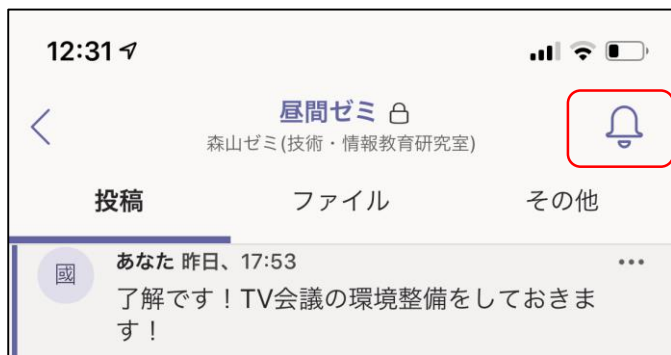 12:31
昼間ゼミ
森山ゼミ(技術・情報教育研究室)
投稿 ファイル その他
國
あなた 昨日、17:53
了解です！TV会議の環境整備をしておきま
す！